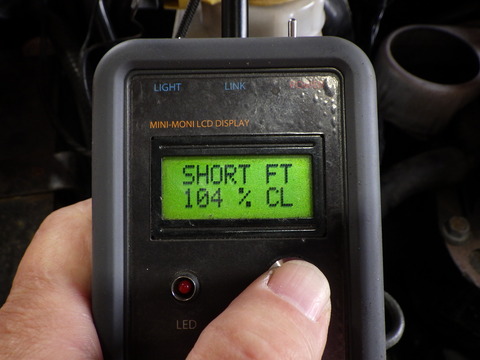 LIGHT LINK
MINI-MONI LCD DISPLAY
SHORT FT
104 % CL
LED